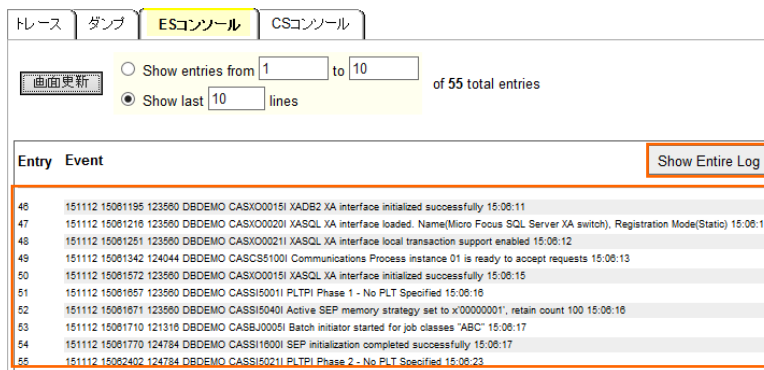 トレース ダンプ ESコンソール CSコンソール
画面更新
Show entries from 1 to 10
Show last 10 lines
of 55 total entries
Entry Event
Show Entire Log
46 151112 15061195 123560 DBDEMO CASXO0015I XADB2 XA interface initialized successfully 15:06:11
47 151112 15061216 123560 DBDEMO CASXO0020I XASQL XA interface loaded. Name(Micro Focus SQL Server XA switch), Registration Mode(Static) 15:06:1
48 151112 15061251 123560 DBDEMO CASXO0021I XASQL XA interface local transaction support enabled 15:06:12
49 151112 15061342 124044 DBDEMO CASCS5100I Communications Process instance 01 is ready to accept requests 15:06:13
50 151112 15061572 123560 DBDEMO CASXO0015I XASQL XA interface initialized successfully 15:06:15
51 151112 15061657 123560 DBDEMO CASSI5001I PLTPI Phase 1 - No PLT Specified 15:06:16
52 151112 15061671 123560 DBDEMO CASSI5040I Active SEP memory strategy set to x'00000001', retain count 100 15:06:16
53 151112 15061710 121316 DBDEMO CASBJ0005I Batch initiator started for job classes "ABC" 15:06:17
54 151112 15061770 124784 DBDEMO CASSI1600I SEP initialization completed successfully 15:06:17
55 151112 15062402 124784 DBDEMO CASSI5021I PLTPI Phase 2 - No PLT Specified 15:06:23